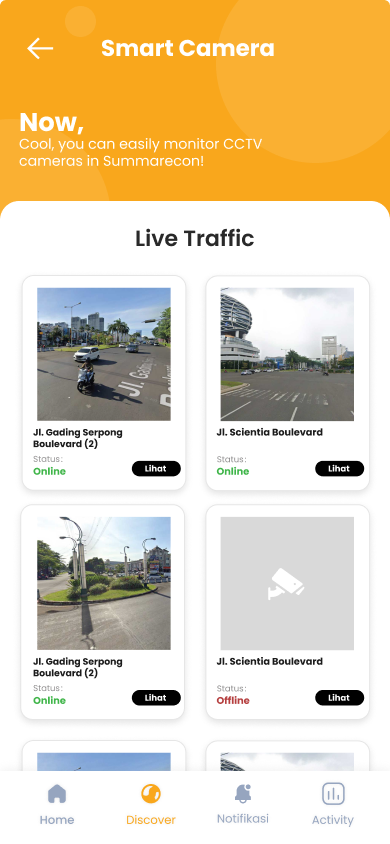 Smart Camera
Now,
Cool, you can easily monitor CCTV
cameras in Summarecon!
Live Traffic
Jl. Gading Serpong
Boulevard (2)
Status:
Online
Lihat
Jl. Scientia Boulevard
Status:
Online
Lihat
Jl. Gading Serpong
Boulevard (2)
Status:
Online
Lihat
Jl. Scientia Boulevard
Status:
Offline
Lihat
Home
Discover
Notifikasi
Activity